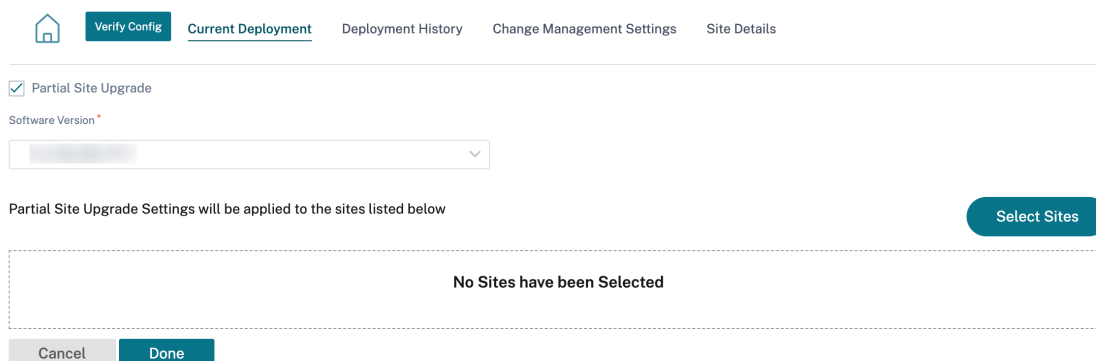 Verify Config Current Deployment Deployment History Change Management Settings Site Details
Partial Site Upgrade
Software Version *
Partial Site Upgrade Settings will be applied to the sites listed below
Select Sites
No Sites have been Selected
Cancel Done